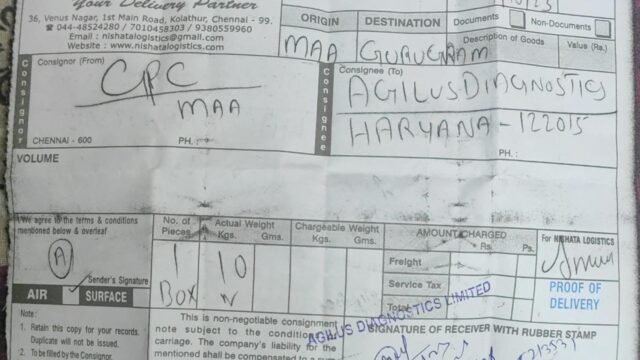 Your Delivery Partner
36, Venus Nagar, 1st Main Road, Kolathur, Chennai - 99.
☎ 044-48524280 / 7010458303 / 9380559960
Email : nishatalogistics@gmail.com
Website : www.nishatalogistics.com
ORIGIN DESTINATION Documents Non-Documents
MAA GURUGRAM Description of Goods Value (Rs.)
Consignor Consignor (From)
CPC
MAA
CHENNAI - 600 PH. :
Consignee Consignee (To)
AGILUS DIAGNOSTICS
HARYANA - 122015
PH. :
VOLUME
We agree to the terms & conditions
mentioned below & overleaf
A
Sender's Signature
AIR ✓ SURFACE
No. of Pieces Actual Weight Kgs. Gms. Chargeable Weight Kgs. Gms. AMOUNT CHARGED Rs. Ps.
1 10
BOX
Freight
Service Tax
Total
For NISHATA LOGISTICS
PROOF OF
DELIVERY
AGILUS DIAGNOSTICS LIMITED
Note:
1. Retain this copy for your records.
Duplicate will not be issued.
2. To be filled by the Consignor.
This is non-negotiable consignment
note subject to the conditions of
carriage. The company's liability for the
mentioned shall be compensated to a
SIGNATURE OF RECEIVER WITH RUBBER STAMP